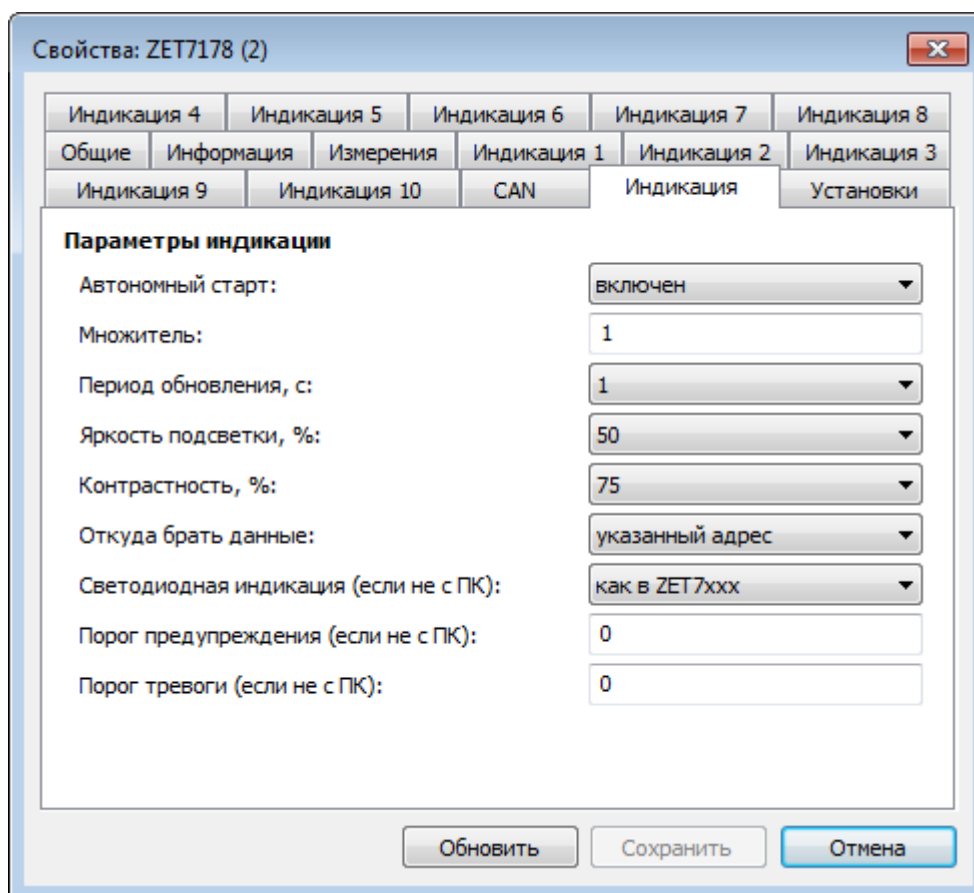 Свойства: ZET7178 (2)
Индикация 4 Индикация 5 Индикация 6 Индикация 7 Индикация 8
Общие Информация Измерения Индикация 1 Индикация 2 Индикация 3
Индикация 9 Индикация 10 CAN Индикация Установки
Параметры индикации
Автономный старт: включен
Множитель: 1
Период обновления, с: 1
Яркость подсветки, %: 50
Контрастность, %: 75
Откуда брать данные: указанный адрес
Светодиодная индикация (если не с ПК): как в ZET7xxx
Порог предупреждения (если не с ПК): 0
Порог тревоги (если не с ПК): 0
Обновить Сохранить Отмена